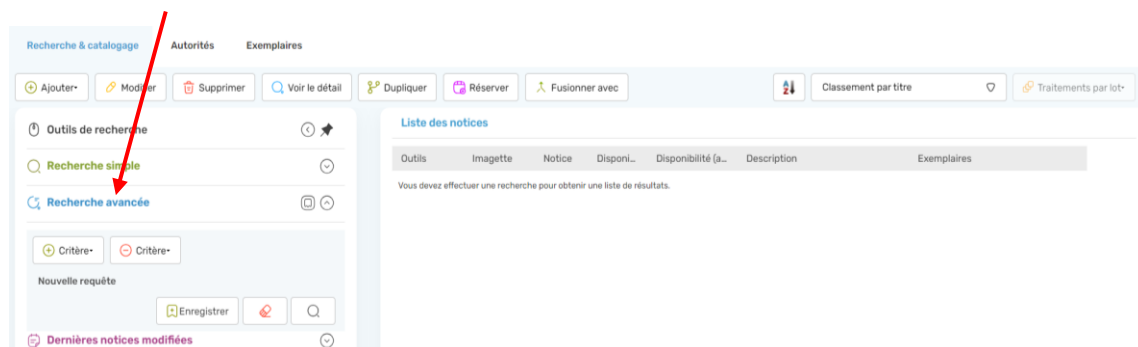 Recherche & catalogage Autorités Exemplaires
Ajouter Modifier Supprimer Voir le détail Dupliquer Réserver Fusionner avec Classement par titre Traitements par lot
Outils de recherche
Liste des notices
Recherche simple
Outils Imagette Notice Disponi... Disponibilité (a... Description Exemplaires
Vous devez effectuer une recherche pour obtenir une liste de résultats.
Recherche avancée
Critère Critère
Nouvelle requête
Enregistrer
Dernières notices modifiées